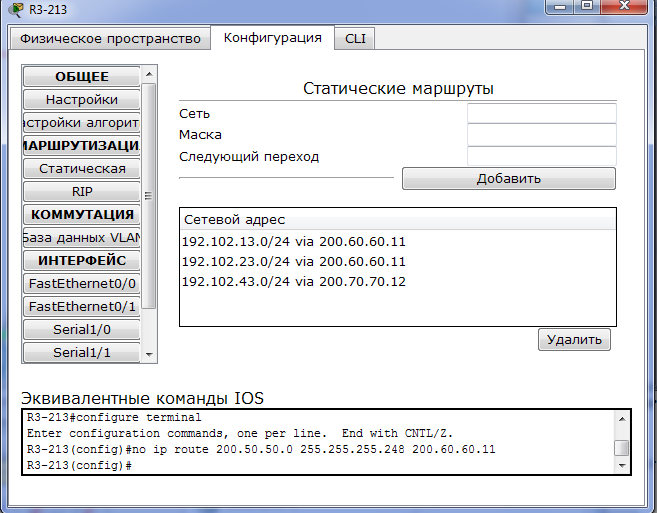 R3-213
Физическое пространство
Конфигурация
CLI
ОБЩЕЕ
Настройки
астройки алгорит
МАРШРУТИЗАЦИ
Статическая
RIP
КОММУТАЦИЯ
База данных VLAN
ИНТЕРФЕЙС
FastEthernet0/0
FastEthernet0/1
Serial1/0
Serial1/1
Статические маршруты
Сеть
Маска
Следующий переход
Добавить
Сетевой адрес
192.102.13.0/24 via 200.60.60.11
192.102.23.0/24 via 200.60.60.11
192.102.43.0/24 via 200.70.70.12
Удалить
Эквивалентные команды IOS
R3-213#configure terminal
Enter configuration commands, one per line.  End with CNTL/Z.
R3-213(config)#no ip route 200.50.50.0 255.255.255.248 200.60.60.11
R3-213(config)#